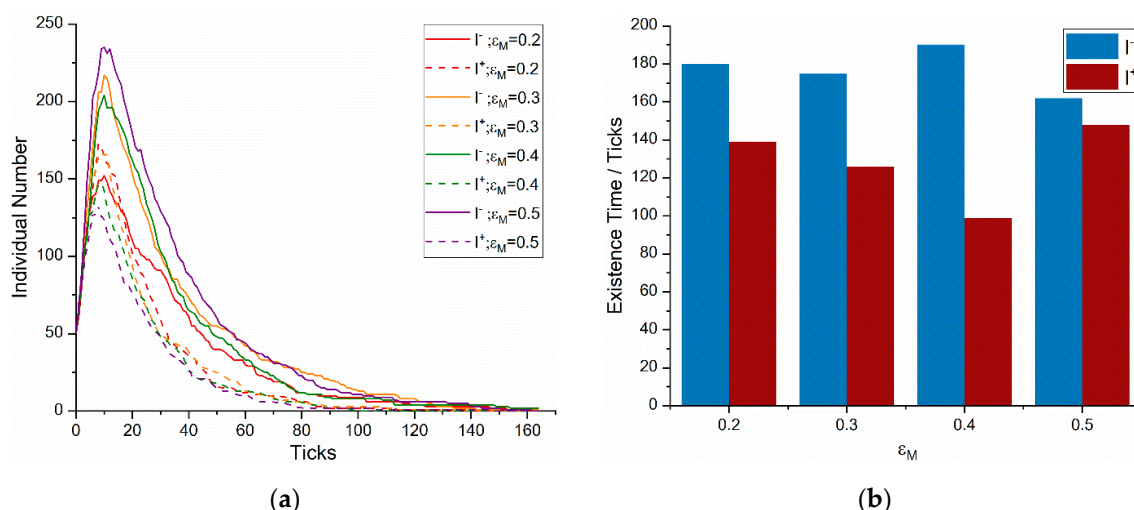 250
200
150
100
50
0
Individual Number
0 20 40 60 80 100 120 140 160
Ticks
I⁻;εM=0.2
I⁺;εM=0.2
I⁻;εM=0.3
I⁺;εM=0.3
I⁻;εM=0.4
I⁺;εM=0.4
I⁻;εM=0.5
I⁺;εM=0.5
(a)
200
180
160
140
120
100
80
60
40
20
0
Existence Time / Ticks
0.2 0.3 0.4 0.5
εM
I⁻
I⁺
(b)